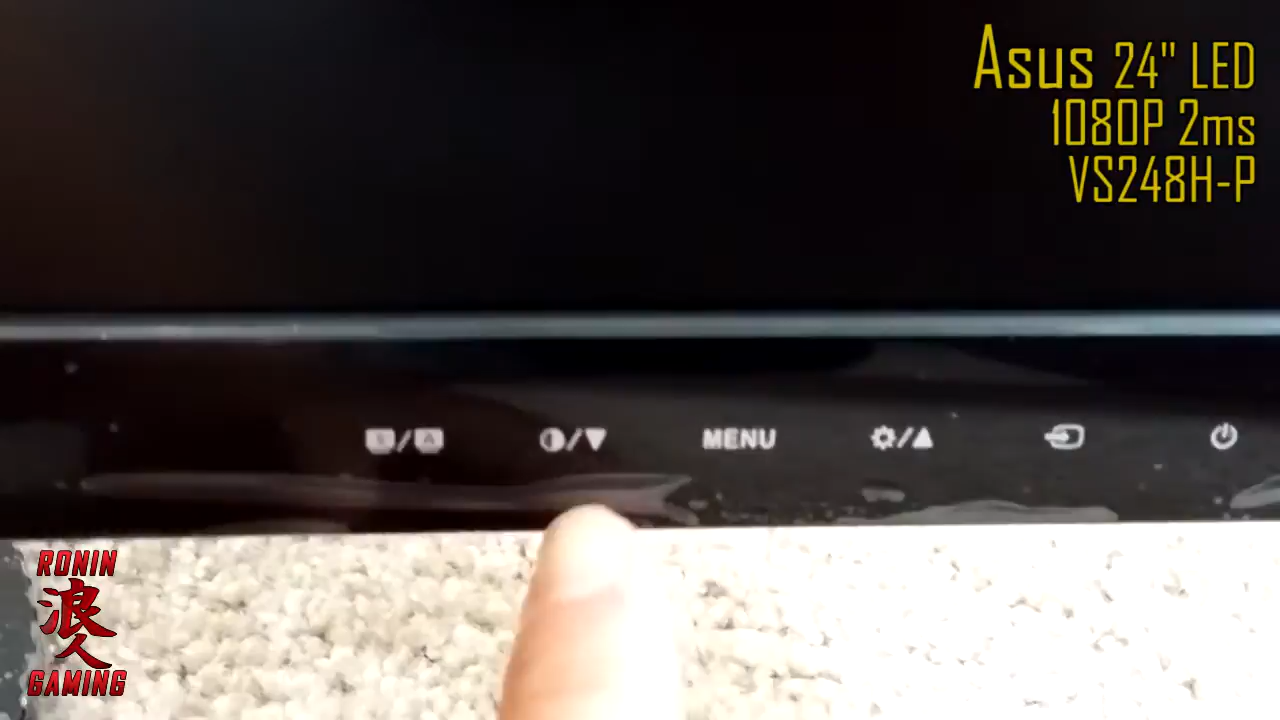 Asus 24" LED
1080P 2ms
VS248H-P
S/A
MENU
RONIN
浪
人
GAMING